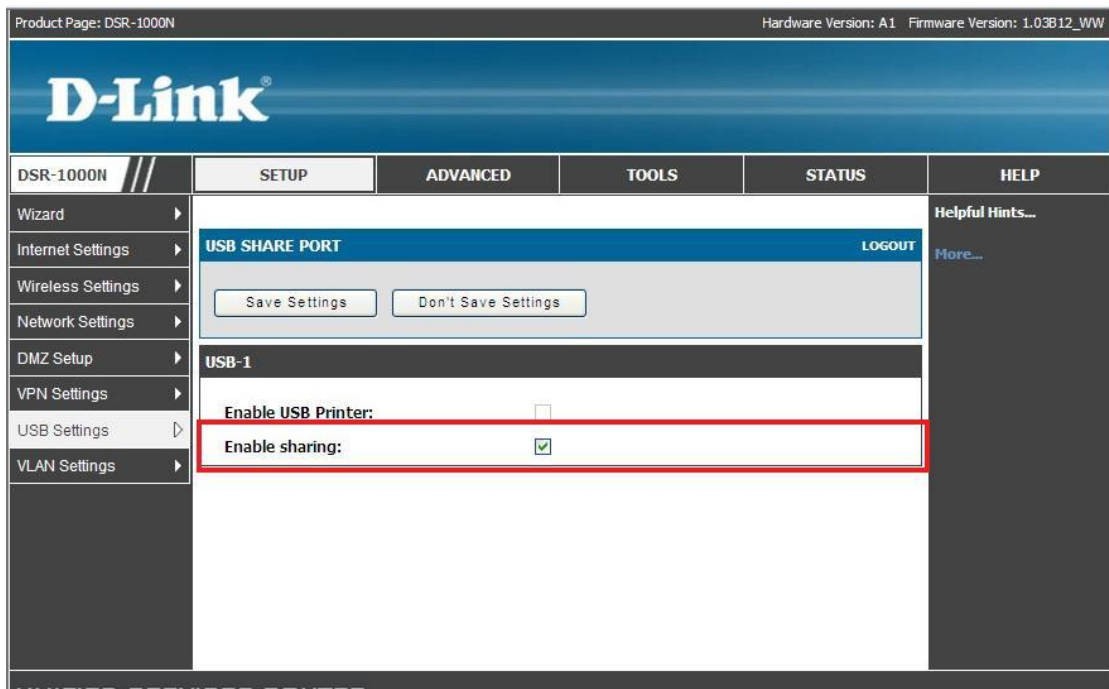 Product Page: DSR-1000N Hardware Version: A1 Firmware Version: 1.03B12_WW
D-Link®
DSR-1000N SETUP ADVANCED TOOLS STATUS HELP
Wizard
Internet Settings
Wireless Settings
Network Settings
DMZ Setup
VPN Settings
USB Settings
VLAN Settings
USB SHARE PORT LOGOUT
Save Settings Don't Save Settings
USB-1
Enable USB Printer:
Enable sharing:
Helpful Hints...
More...